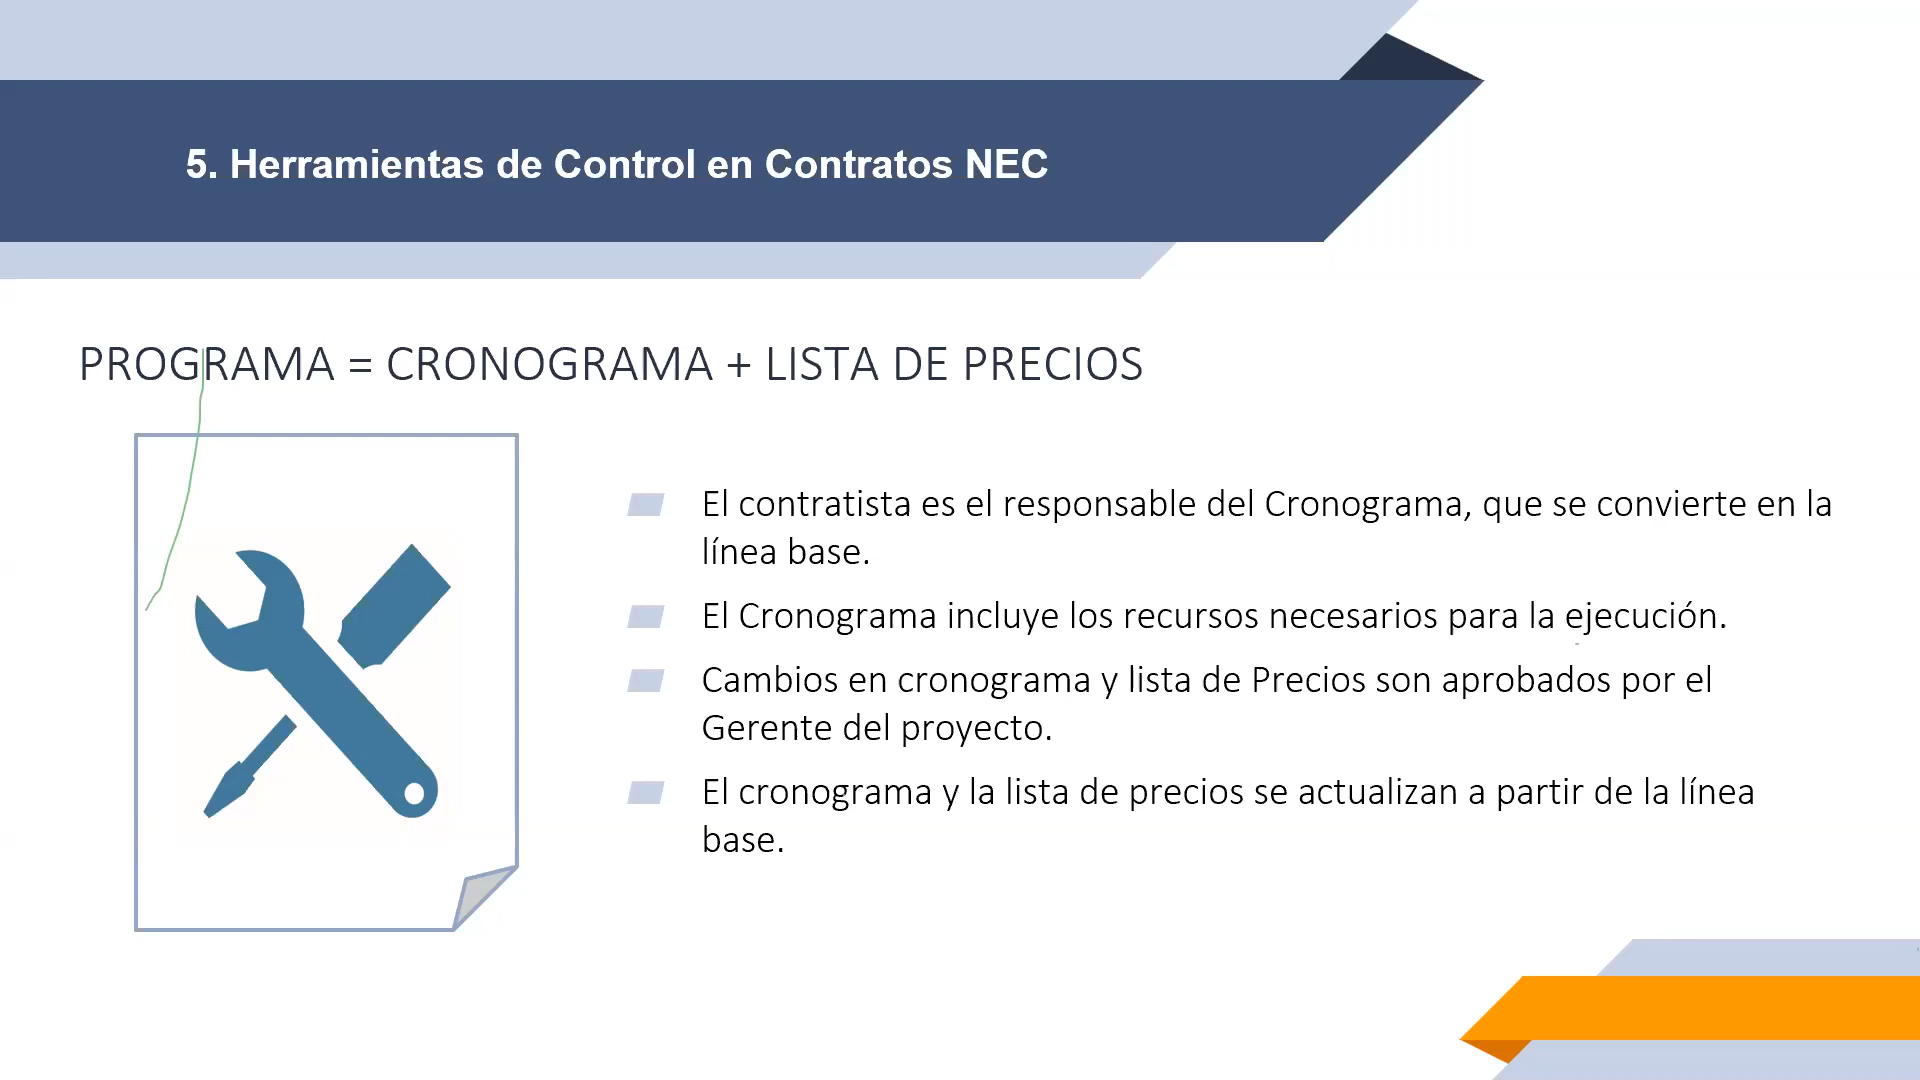 5. Herramientas de Control en Contratos NEC
PROGRAMA = CRONOGRAMA + LISTA DE PRECIOS
El contratista es el responsable del Cronograma, que se convierte en la
línea base.
El Cronograma incluye los recursos necesarios para la ejecución.
Cambios en cronograma y lista de Precios son aprobados por el
Gerente del proyecto.
El cronograma y la lista de precios se actualizan a partir de la línea
base.